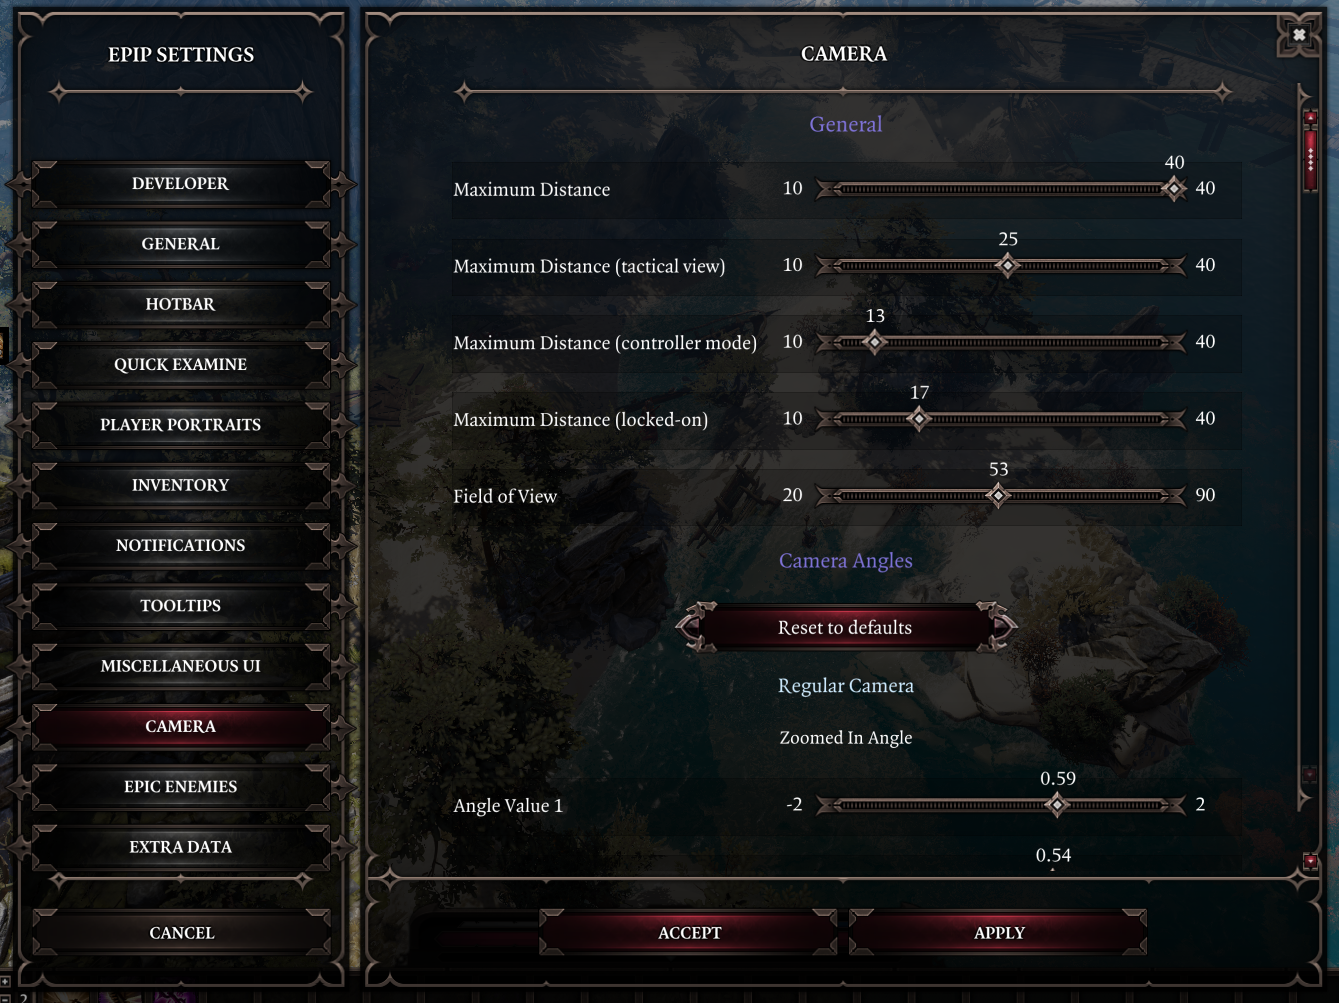 EPIP SETTINGS
DEVELOPER
GENERAL
HOTBAR
QUICK EXAMINE
PLAYER PORTRAITS
INVENTORY
NOTIFICATIONS
TOOLTIPS
MISCELLANEOUS UI
CAMERA
EPIC ENEMIES
EXTRA DATA
CANCEL
CAMERA
General
40
Maximum Distance 10 40
25
Maximum Distance (tactical view) 10 40
13
Maximum Distance (controller mode) 10 40
17
Maximum Distance (locked-on) 10 40
53
Field of View 20 90
Camera Angles
Reset to defaults
Regular Camera
Zoomed In Angle
0.59
Angle Value 1 -2 2
0.54
ACCEPT APPLY
2